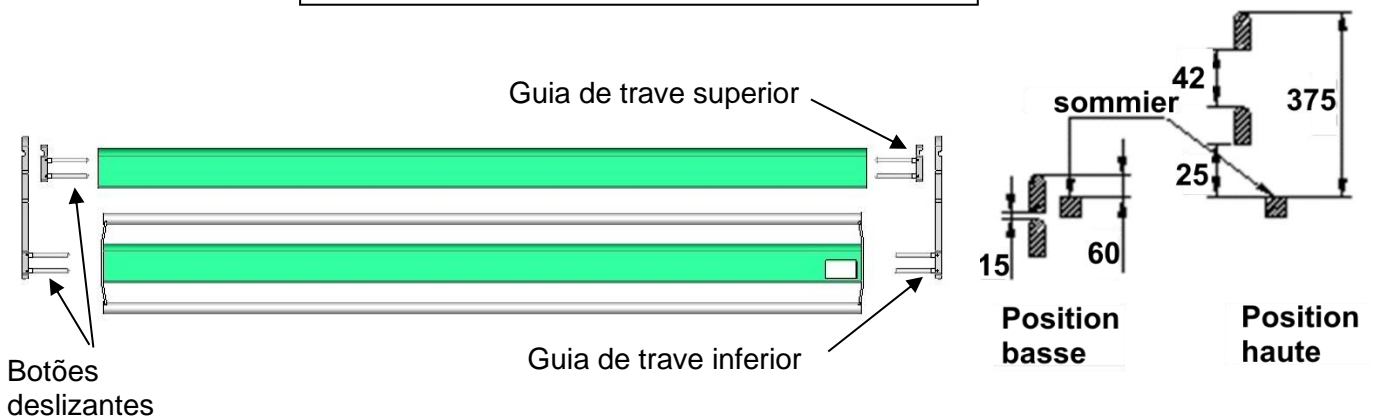 Guia de trave superior
Guia de trave inferior
Botões
deslizantes
sommier
42
375
25
15
60
Position
basse
Position
haute